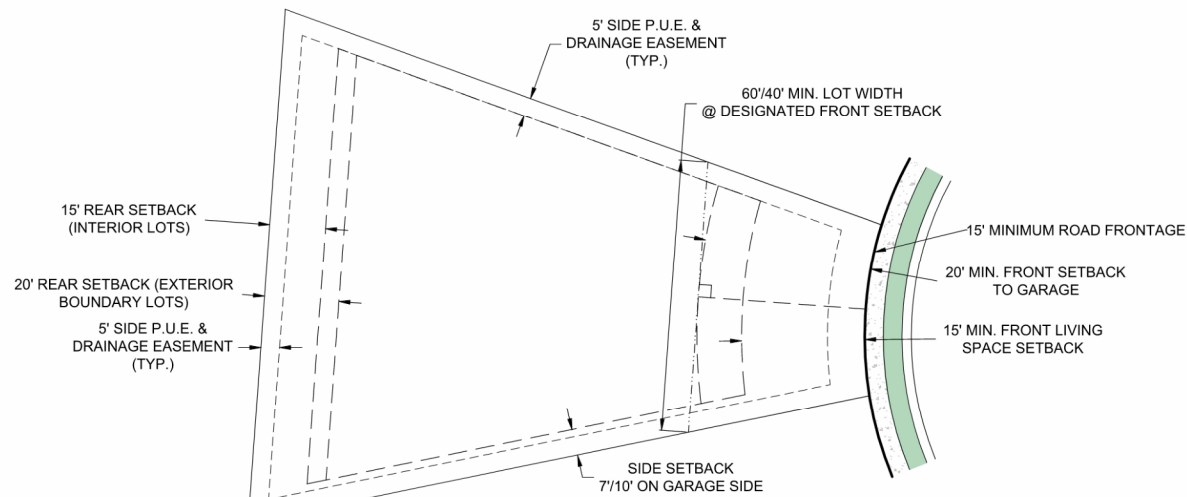 5' SIDE P.U.E. &
DRAINAGE EASEMENT
(TYP.)
60'/40' MIN. LOT WIDTH
@ DESIGNATED FRONT SETBACK
15' REAR SETBACK
(INTERIOR LOTS)
20' REAR SETBACK (EXTERIOR
BOUNDARY LOTS)
5' SIDE P.U.E. &
DRAINAGE EASEMENT
(TYP.)
15' MINIMUM ROAD FRONTAGE
20' MIN. FRONT SETBACK
TO GARAGE
15' MIN. FRONT LIVING
SPACE SETBACK
SIDE SETBACK
7'/10' ON GARAGE SIDE